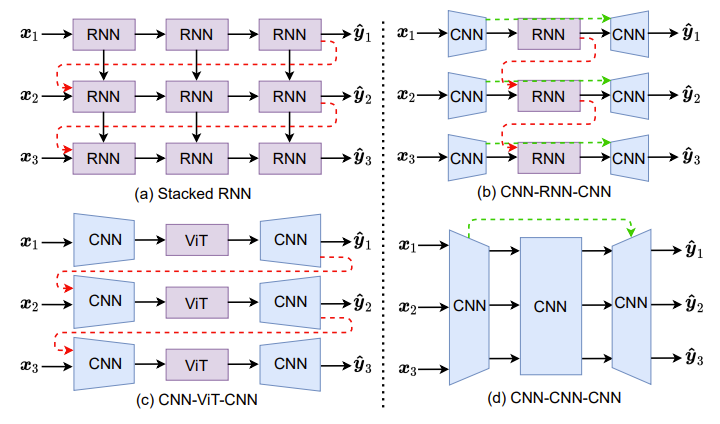 x1 RNN RNN RNN ŷ1
x2 RNN RNN RNN ŷ2
x3 RNN RNN RNN ŷ3
(a) Stacked RNN
x1 CNN RNN CNN ŷ1
x2 CNN RNN CNN ŷ2
x3 CNN RNN CNN ŷ3
(b) CNN-RNN-CNN
x1 CNN ViT CNN ŷ1
x2 CNN ViT CNN ŷ2
x3 CNN ViT CNN ŷ3
(c) CNN-ViT-CNN
x1 ŷ1
x2 CNN CNN CNN ŷ2
x3 ŷ3
(d) CNN-CNN-CNN